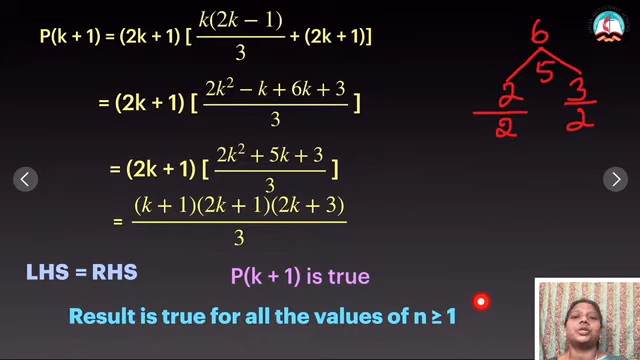 P(k + 1) = (2k + 1) [ k(2k − 1)/3 + (2k + 1)]
= (2k + 1) [ 2k² − k + 6k + 3/3 ]
= (2k + 1) [ 2k² + 5k + 3/3 ]
= (k + 1)(2k + 1)(2k + 3)/3
LHS = RHS
P(k + 1) is true
Result is true for all the values of n ≥ 1
6
5
2/2 3/2